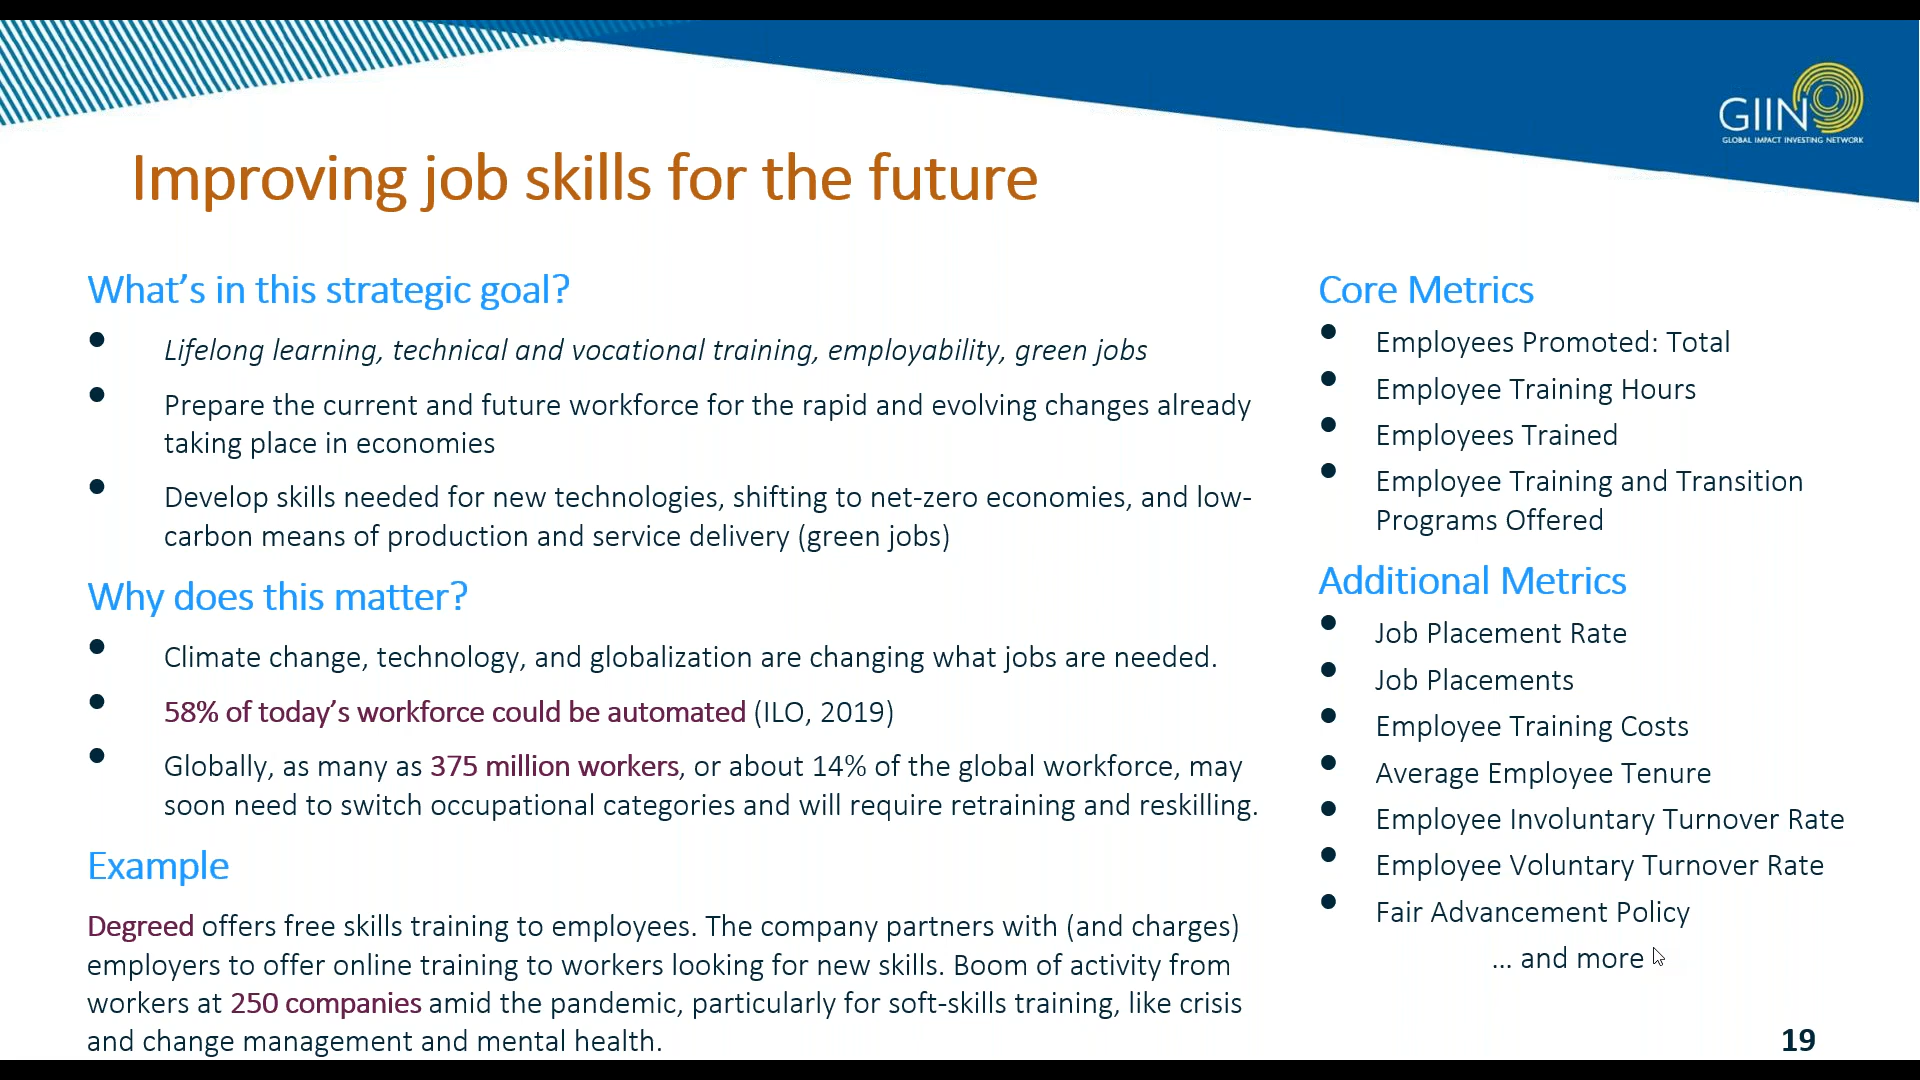 GIIN
GLOBAL IMPACT INVESTING NETWORK
Improving job skills for the future
What's in this strategic goal?
• Lifelong learning, technical and vocational training, employability, green jobs
• Prepare the current and future workforce for the rapid and evolving changes already
taking place in economies
• Develop skills needed for new technologies, shifting to net-zero economies, and low-
carbon means of production and service delivery (green jobs)
Why does this matter?
• Climate change, technology, and globalization are changing what jobs are needed.
• 58% of today's workforce could be automated (ILO, 2019)
• Globally, as many as 375 million workers, or about 14% of the global workforce, may
soon need to switch occupational categories and will require retraining and reskilling.
Example
Degreed offers free skills training to employees. The company partners with (and charges)
employers to offer online training to workers looking for new skills. Boom of activity from
workers at 250 companies amid the pandemic, particularly for soft-skills training, like crisis
and change management and mental health.
Core Metrics
• Employees Promoted: Total
• Employee Training Hours
• Employees Trained
• Employee Training and Transition
Programs Offered
Additional Metrics
• Job Placement Rate
• Job Placements
• Employee Training Costs
• Average Employee Tenure
• Employee Involuntary Turnover Rate
• Employee Voluntary Turnover Rate
• Fair Advancement Policy
... and more
19